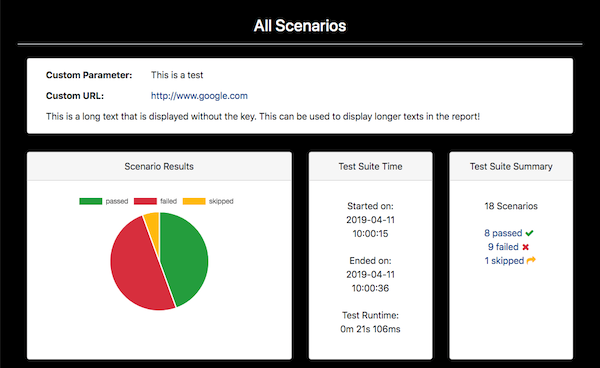 All Scenarios
Custom Parameter: This is a test
Custom URL: http://www.google.com
This is a long text that is displayed without the key. This can be used to display longer texts in the report!
Scenario Results
passed failed skipped
Test Suite Time
Started on:
2019-04-11
10:00:15
Ended on:
2019-04-11
10:00:36
Test Runtime:
0m 21s 106ms
Test Suite Summary
18 Scenarios
8 passed
9 failed
1 skipped